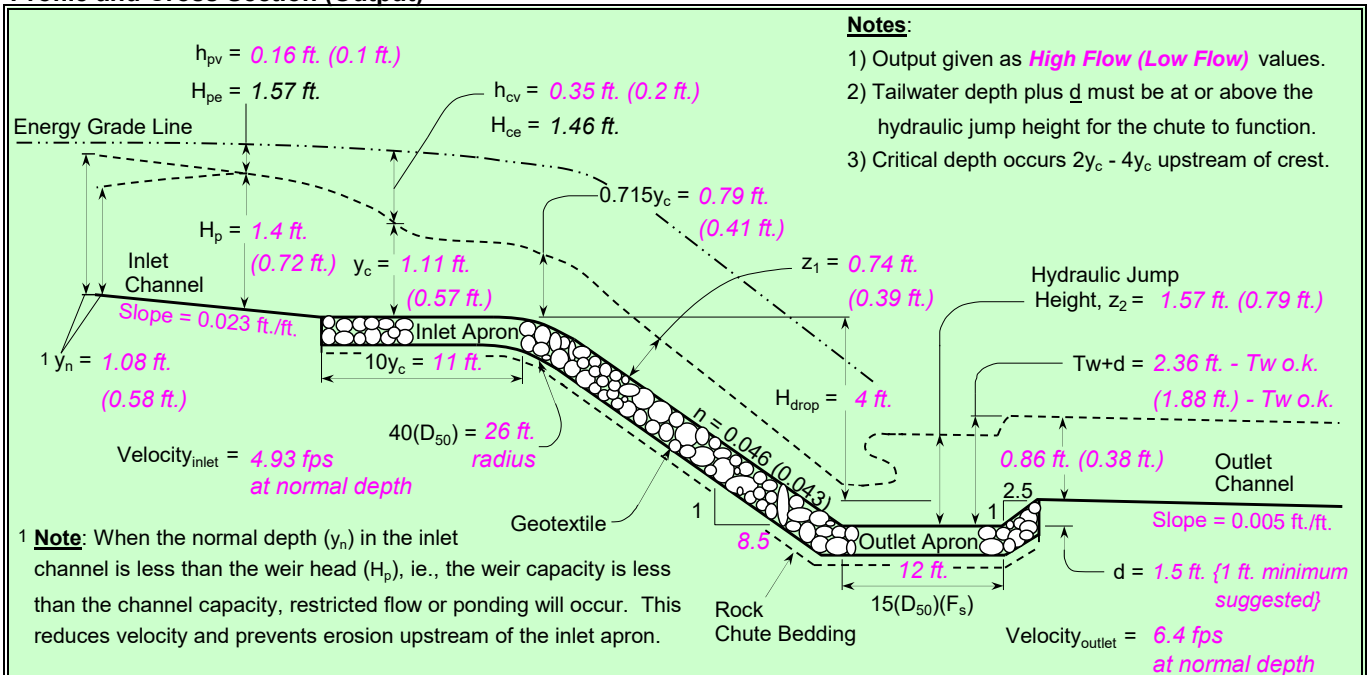 Notes:
1) Output given as High Flow (Low Flow) values.
2) Tailwater depth plus d must be at or above the
hydraulic jump height for the chute to function.
3) Critical depth occurs 2yc - 4yc upstream of crest.
hpv = 0.16 ft. (0.1 ft.)
Hpe = 1.57 ft.
hcv = 0.35 ft. (0.2 ft.)
Hce = 1.46 ft.
Energy Grade Line
0.715yc = 0.79 ft.
(0.41 ft.)
Hp = 1.4 ft.
(0.72 ft.)
yc = 1.11 ft.
(0.57 ft.)
z1 = 0.74 ft.
(0.39 ft.)
Inlet
Channel
Slope = 0.023 ft./ft.
Hydraulic Jump
Height, z2 = 1.57 ft. (0.79 ft.)
Inlet Apron
1 yn = 1.08 ft.
(0.58 ft.)
10yc = 11 ft.
Tw+d = 2.36 ft. - Tw o.k.
(1.88 ft.) - Tw o.k.
Hdrop = 4 ft.
n = 0.046 (0.043)
40(D50) = 26 ft.
radius
Velocityinlet = 4.93 fps
at normal depth
0.86 ft. (0.38 ft.)
Outlet
Channel
1
2.5
Slope = 0.005 ft./ft.
Geotextile
1
8.5
Outlet Apron
12 ft.
15(D50)(Fs)
d = 1.5 ft. {1 ft. minimum
suggested}
Rock
Chute Bedding
Velocityoutlet = 6.4 fps
at normal depth
1 Note: When the normal depth (yn) in the inlet
channel is less than the weir head (Hp), ie., the weir capacity is less
than the channel capacity, restricted flow or ponding will occur. This
reduces velocity and prevents erosion upstream of the inlet apron.